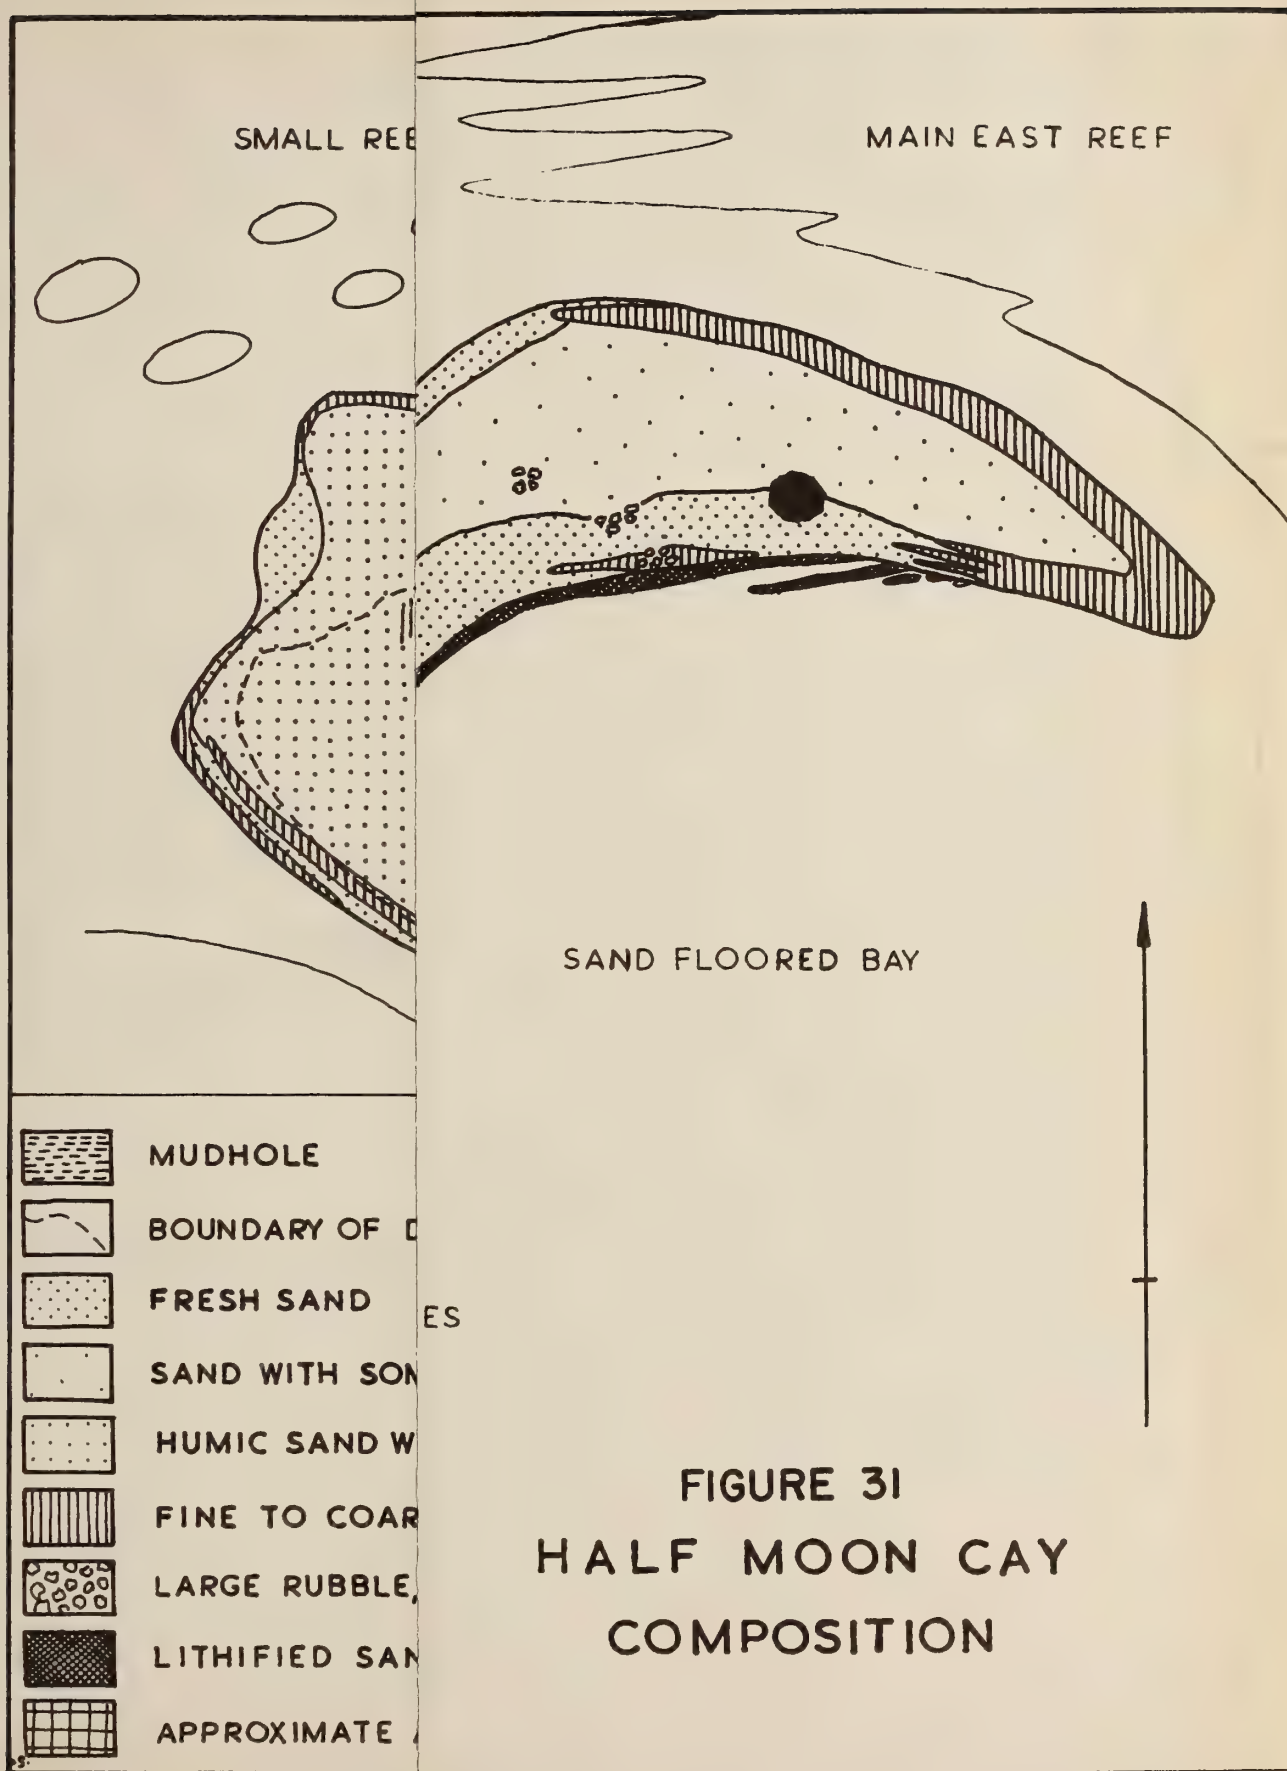 SMALL REE
MAIN EAST REEF
SAND FLOORED BAY
MUDHOLE
BOUNDARY OF
FRESH SAND
ES
SAND WITH SOM
HUMIC SAND W
FINE TO COAR
LARGE RUBBLE,
LITHIFIED SAN
APPROXIMATE
FIGURE 31
HALF MOON CAY
COMPOSITION